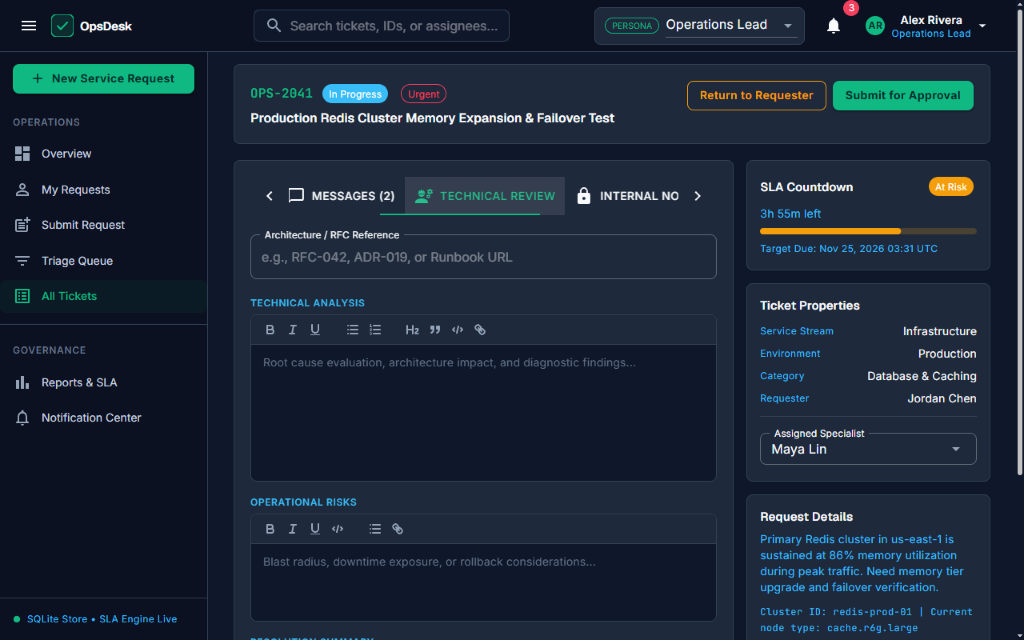 OpsDesk
Search tickets, IDs, or assignees...
PERSONA Operations Lead
3
AR
Alex Rivera
Operations Lead
+ New Service Request
OPERATIONS
Overview
My Requests
Submit Request
Triage Queue
All Tickets
GOVERNANCE
Reports & SLA
Notification Center
SQLite Store • SLA Engine Live
OPS-2041 In Progress Urgent
Production Redis Cluster Memory Expansion & Failover Test
Return to Requester
Submit for Approval
MESSAGES (2) TECHNICAL REVIEW INTERNAL NO
Architecture / RFC Reference
e.g., RFC-042, ADR-019, or Runbook URL
TECHNICAL ANALYSIS
B I U H2
Root cause evaluation, architecture impact, and diagnostic findings...
OPERATIONAL RISKS
B I U
Blast radius, downtime exposure, or rollback considerations...
RESOLUTION SUMMARY
SLA Countdown At Risk
3h 55m left
Target Due: Nov 25, 2026 03:31 UTC
Ticket Properties
Service Stream Infrastructure
Environment Production
Category Database & Caching
Requester Jordan Chen
Assigned Specialist
Maya Lin
Request Details
Primary Redis cluster in us-east-1 is
sustained at 86% memory utilization
during peak traffic. Need memory tier
upgrade and failover verification.
Cluster ID: redis-prod-01 | Current
node type: cache.r6g.large